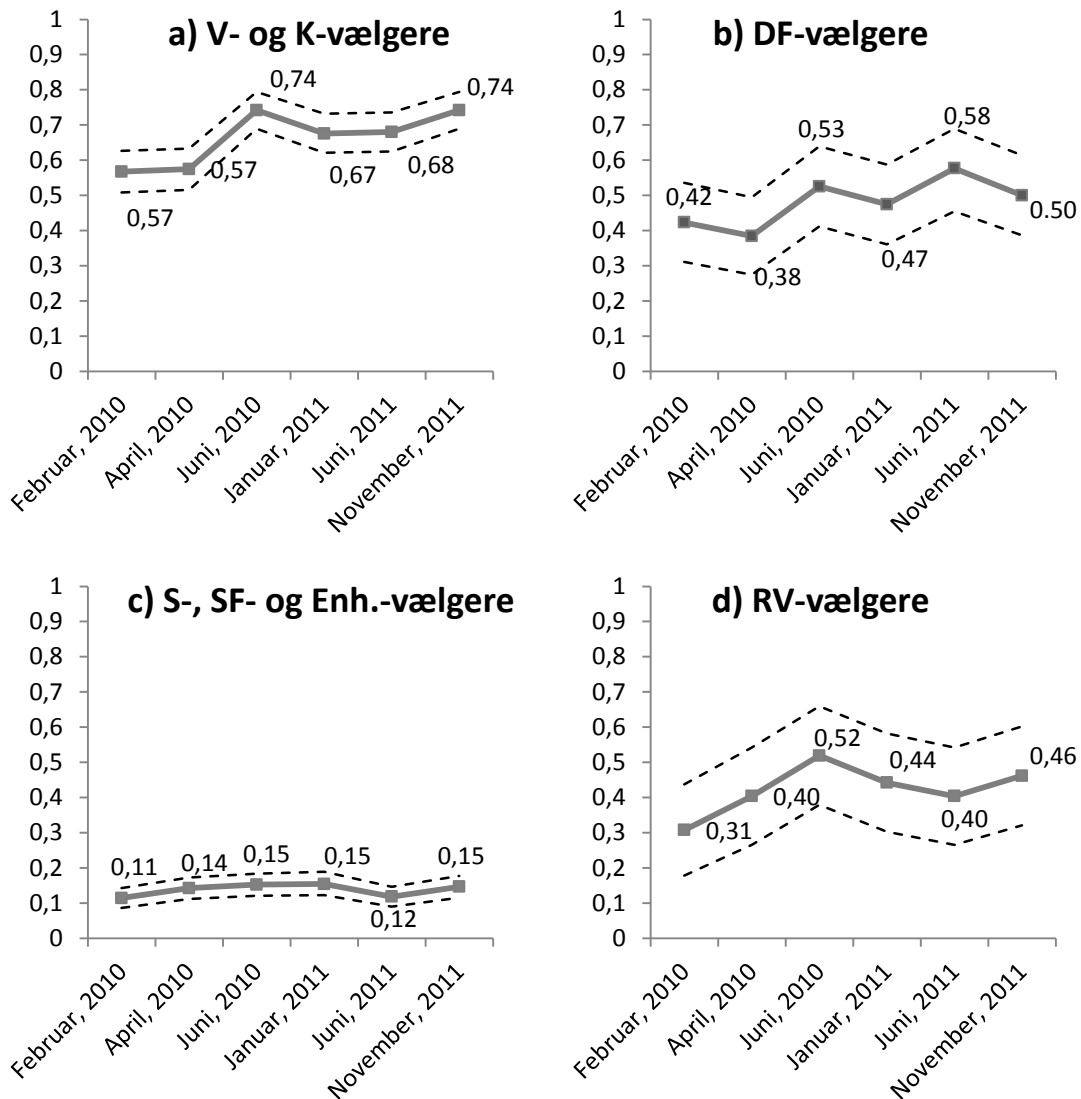 a) V- og K-vælgere
1
0,9
0,8
0,7
0,6
0,5
0,4
0,3
0,2
0,1
0
0,57
0,57
0,74
0,67
0,68
0,74
Februar, 2010
April, 2010
Juni, 2010
Januar, 2011
Juni, 2011
November, 2011
b) DF-vælgere
1
0,9
0,8
0,7
0,6
0,5
0,4
0,3
0,2
0,1
0
0,42
0,38
0,53
0,47
0,58
0.50
Februar, 2010
April, 2010
Juni, 2010
Januar, 2011
Juni, 2011
November, 2011
c) S-, SF- og Enh.-vælgere
1
0,9
0,8
0,7
0,6
0,5
0,4
0,3
0,2
0,1
0
0,11
0,14
0,15
0,15
0,12
0,15
Februar, 2010
April, 2010
Juni, 2010
Januar, 2011
Juni, 2011
November, 2011
d) RV-vælgere
1
0,9
0,8
0,7
0,6
0,5
0,4
0,3
0,2
0,1
0
0,31
0,40
0,52
0,44
0,40
0,46
Februar, 2010
April, 2010
Juni, 2010
Januar, 2011
Juni, 2011
November, 2011